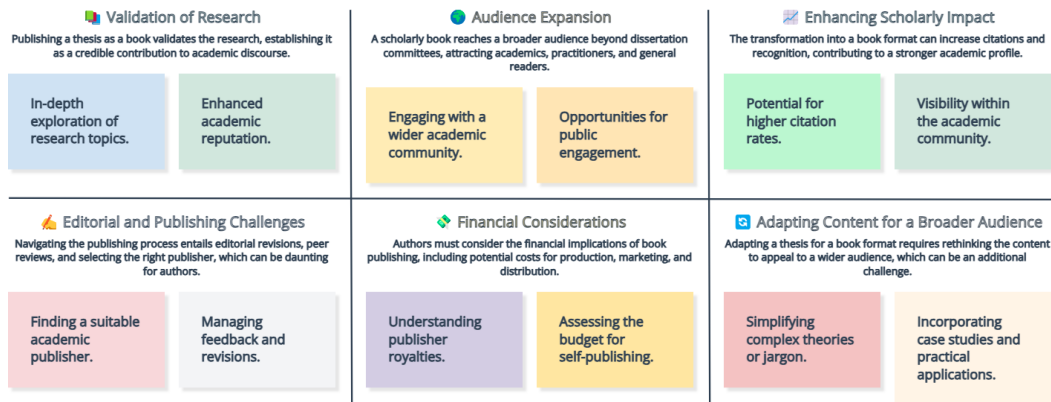 Validation of Research
Publishing a thesis as a book validates the research, establishing it
as a credible contribution to academic discourse.
In-depth
exploration of
research topics.
Enhanced
academic
reputation.
Audience Expansion
A scholarly book reaches a broader audience beyond dissertation
committees, attracting academics, practitioners, and general
readers.
Engaging with a
wider academic
community.
Opportunities for
public
engagement.
Enhancing Scholarly Impact
The transformation into a book format can increase citations and
recognition, contributing to a stronger academic profile.
Potential for
higher citation
rates.
Visibility within
the academic
community.
Editorial and Publishing Challenges
Navigating the publishing process entails editorial revisions, peer
reviews, and selecting the right publisher, which can be daunting
for authors.
Finding a suitable
academic
publisher.
Managing
feedback and
revisions.
Financial Considerations
Authors must consider the financial implications of book
publishing, including potential costs for production, marketing, and
distribution.
Understanding
publisher
royalties.
Assessing the
budget for
self-publishing.
Adapting Content for a Broader Audience
Adapting a thesis for a book format requires rethinking the content
to appeal to a wider audience, which can be an additional
challenge.
Simplifying
complex theories
or jargon.
Incorporating
case studies and
practical
applications.